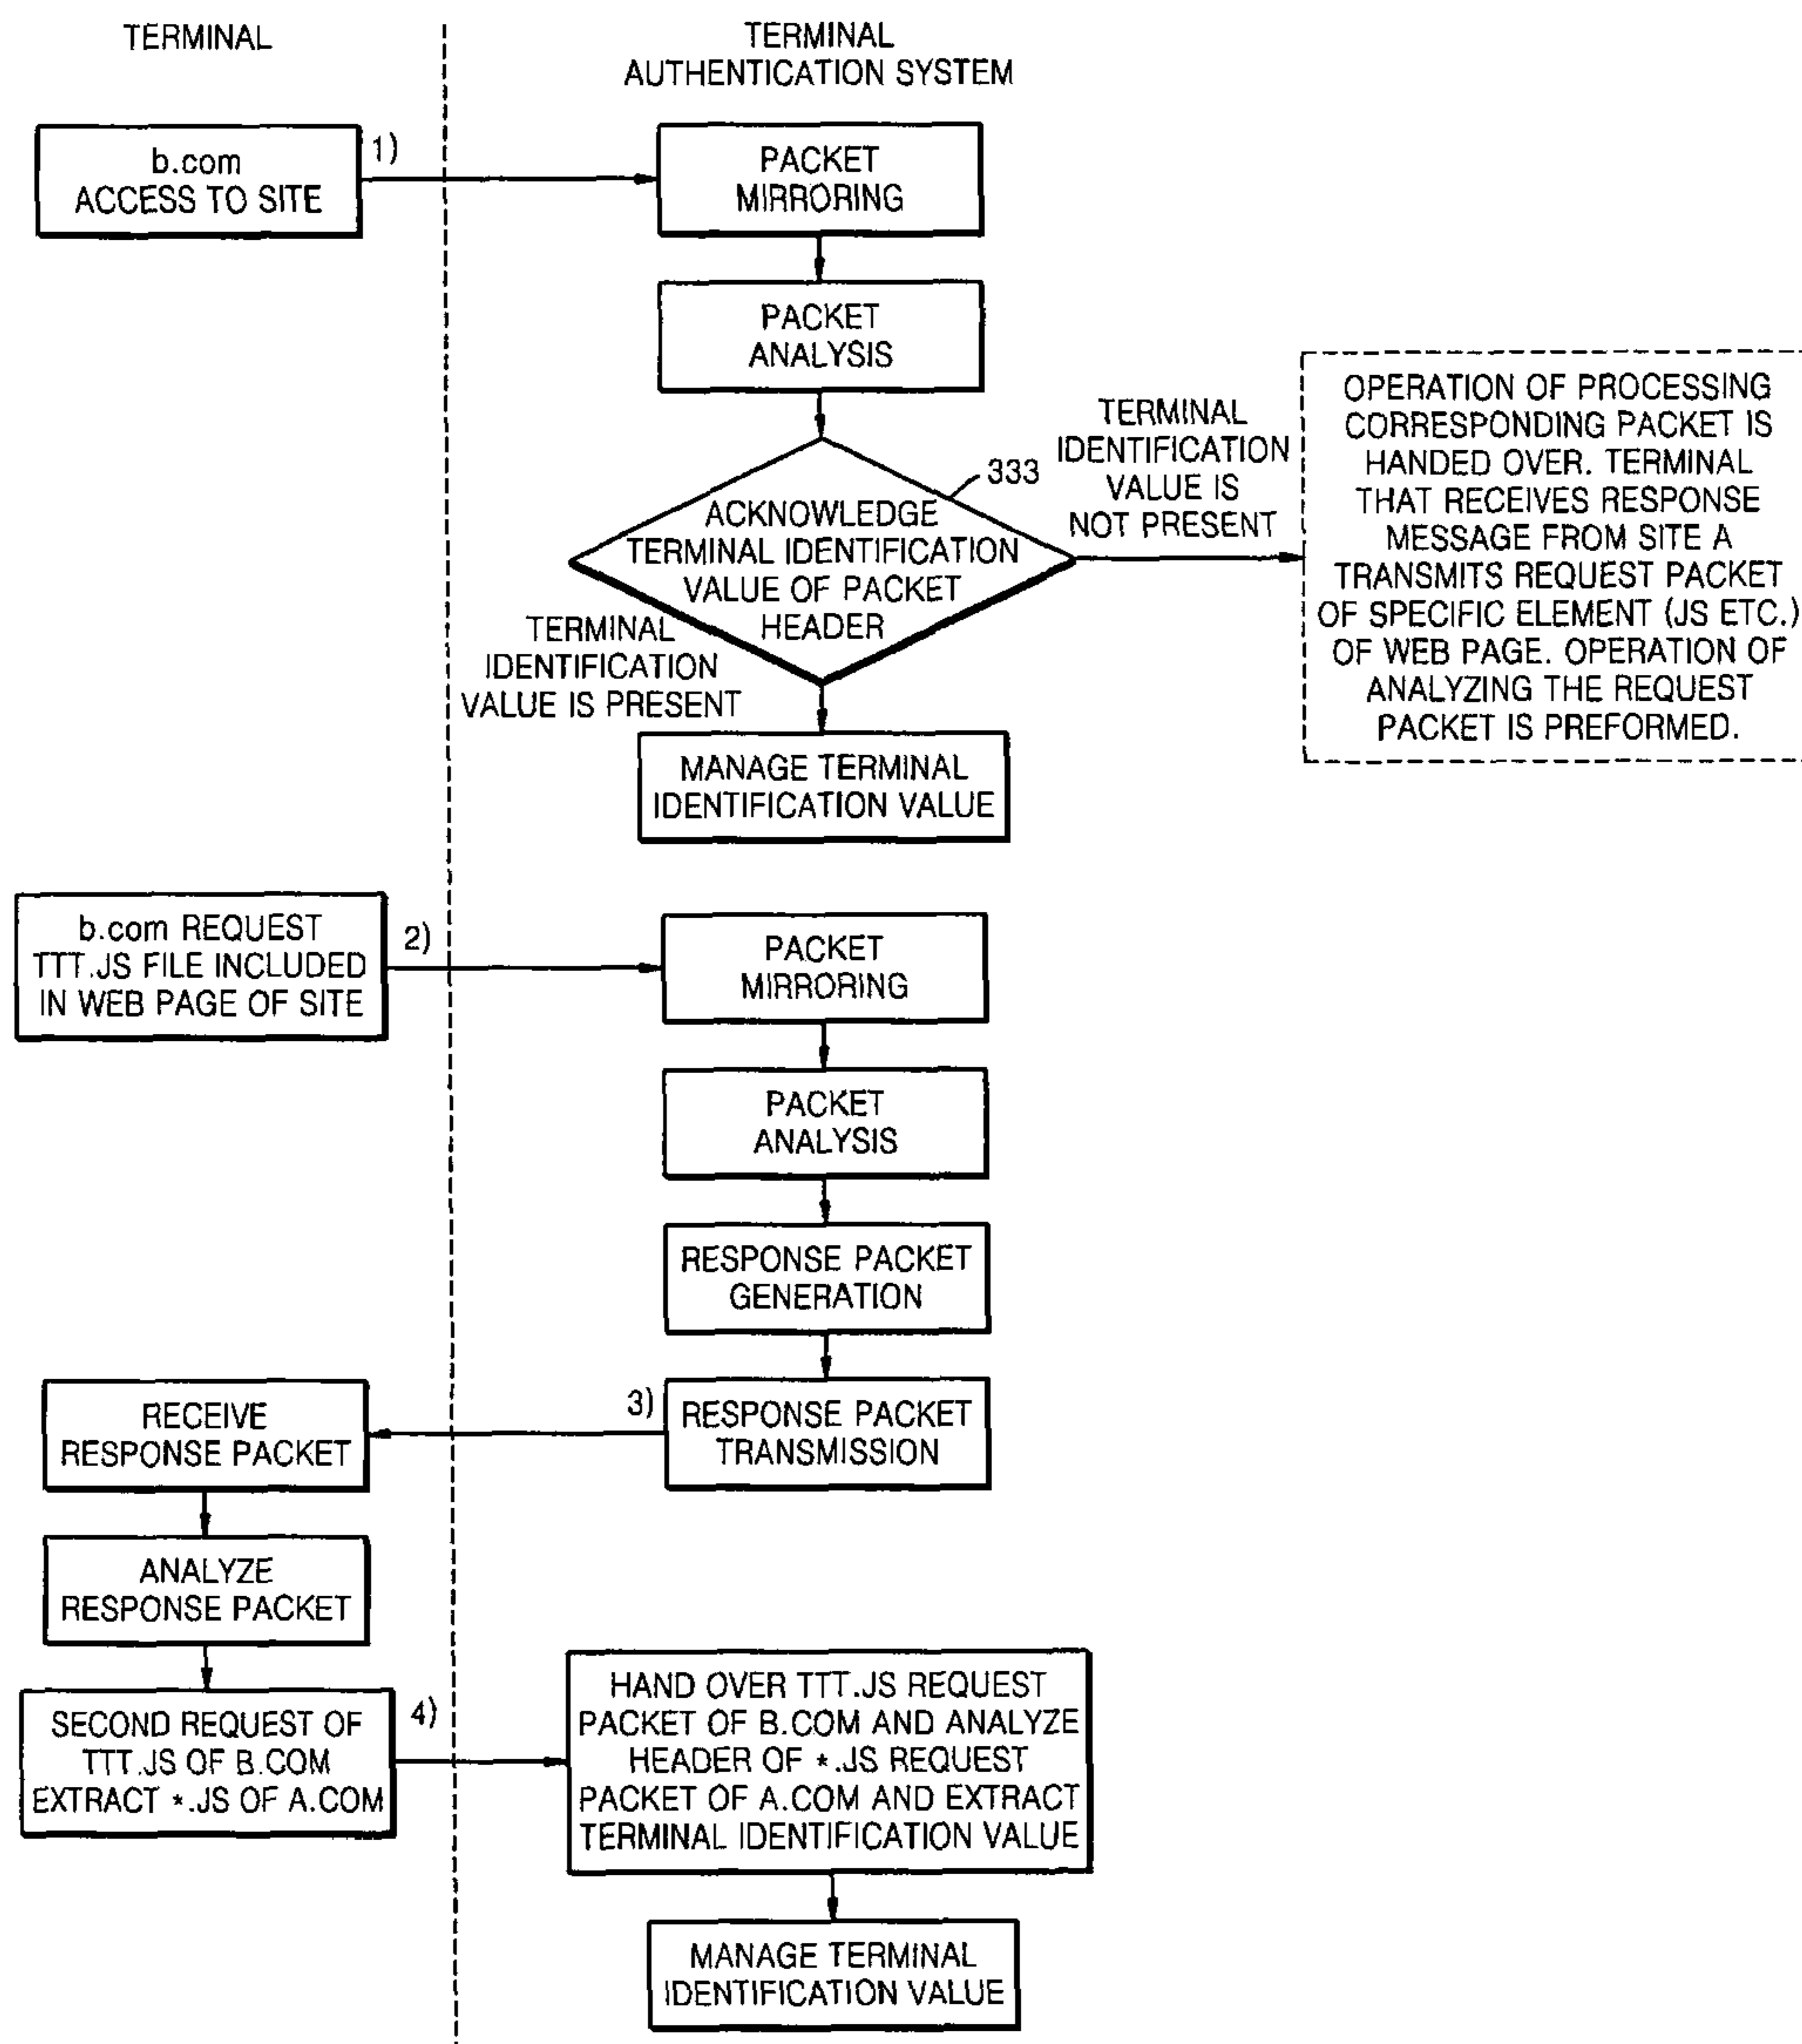 TERMINAL
TERMINAL
AUTHENTICATION SYSTEM
b.com
ACCESS TO SITE
1)
PACKET
MIRRORING
PACKET
ANALYSIS
333
ACKNOWLEDGE
TERMINAL IDENTIFICATION
VALUE OF PACKET
HEADER
TERMINAL
IDENTIFICATION
VALUE IS
NOT PRESENT
OPERATION OF PROCESSING
CORRESPONDING PACKET IS
HANDED OVER. TERMINAL
THAT RECEIVES RESPONSE
MESSAGE FROM SITE A
TRANSMITS REQUEST PACKET
OF SPECIFIC ELEMENT (JS ETC.)
OF WEB PAGE. OPERATION OF
ANALYZING THE REQUEST
PACKET IS PREFORMED.
TERMINAL
IDENTIFICATION
VALUE IS PRESENT
MANAGE TERMINAL
IDENTIFICATION VALUE
b.com REQUEST
TTT.JS FILE INCLUDED
IN WEB PAGE OF SITE
2)
PACKET
MIRRORING
PACKET
ANALYSIS
RESPONSE PACKET
GENERATION
3)
RESPONSE PACKET
TRANSMISSION
RECEIVE
RESPONSE PACKET
ANALYZE
RESPONSE PACKET
SECOND REQUEST OF
TTT.JS OF B.COM
EXTRACT *.JS OF A.COM
4)
HAND OVER TTT.JS REQUEST
PACKET OF B.COM AND ANALYZE
HEADER OF *.JS REQUEST
PACKET OF A.COM AND EXTRACT
TERMINAL IDENTIFICATION VALUE
MANAGE TERMINAL
IDENTIFICATION VALUE